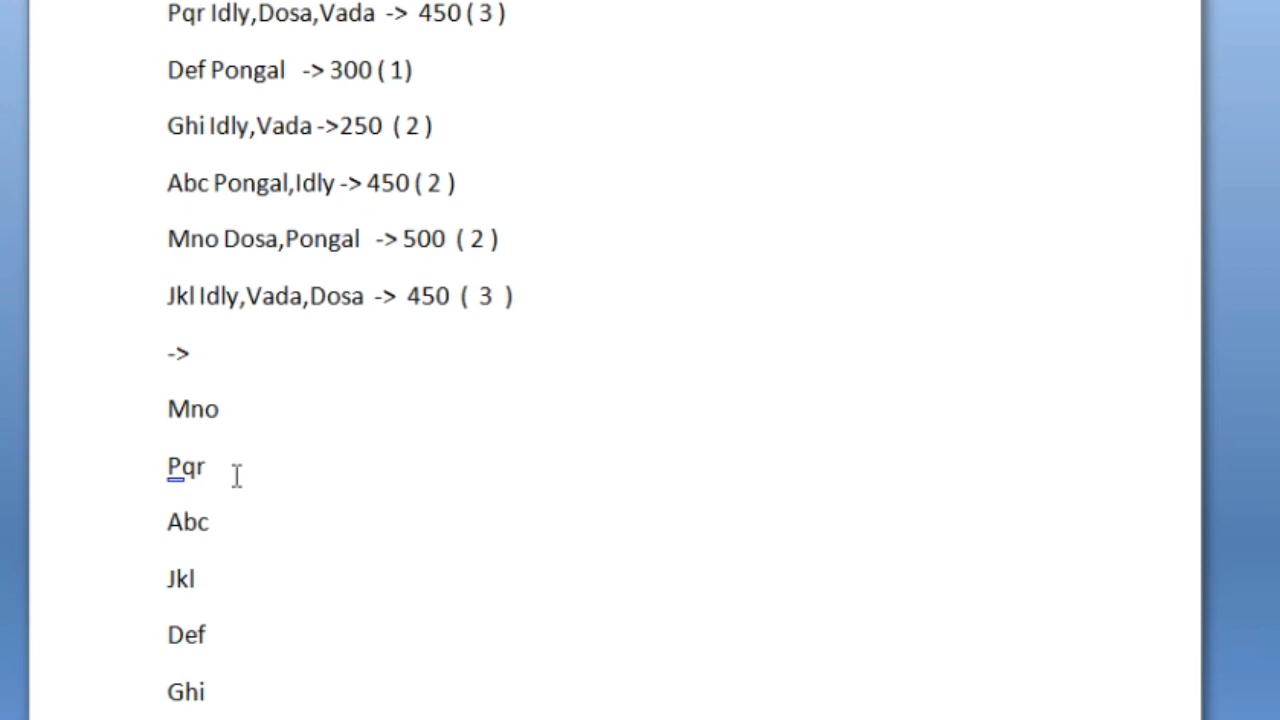 Pqr Idly,Dosa,Vada -> 450 ( 3 )
Def Pongal -> 300 ( 1)
Ghi Idly,Vada ->250 ( 2 )
Abc Pongal,Idly -> 450 ( 2 )
Mno Dosa,Pongal -> 500 ( 2 )
Jkl Idly,Vada,Dosa -> 450 ( 3 )
->
Mno
Pqr
Abc
Jkl
Def
Ghi